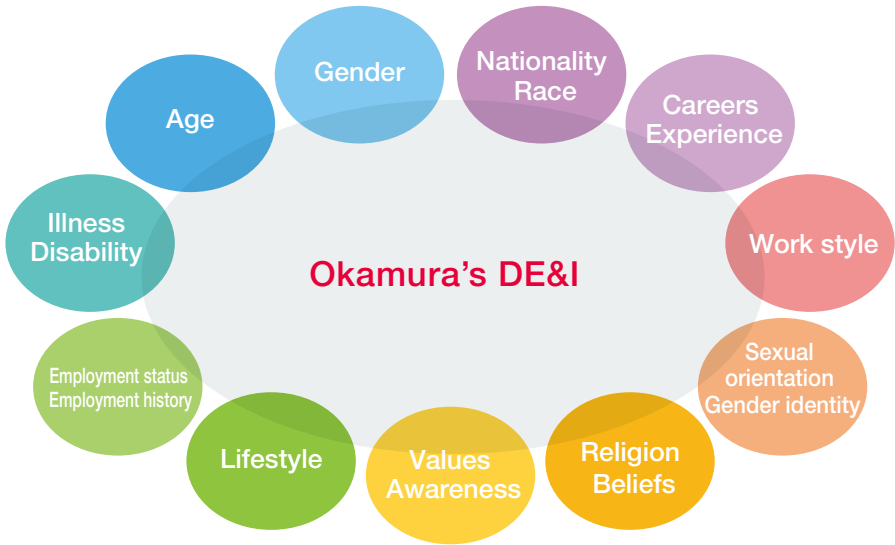 Gender
Nationality
Race
Age
Careers
Experience
Illness
Disability
Work style
Okamura’s DE&I
Employment status
Employment history
Sexual
orientation
Gender identity
Lifestyle
Values
Awareness
Religion
Beliefs